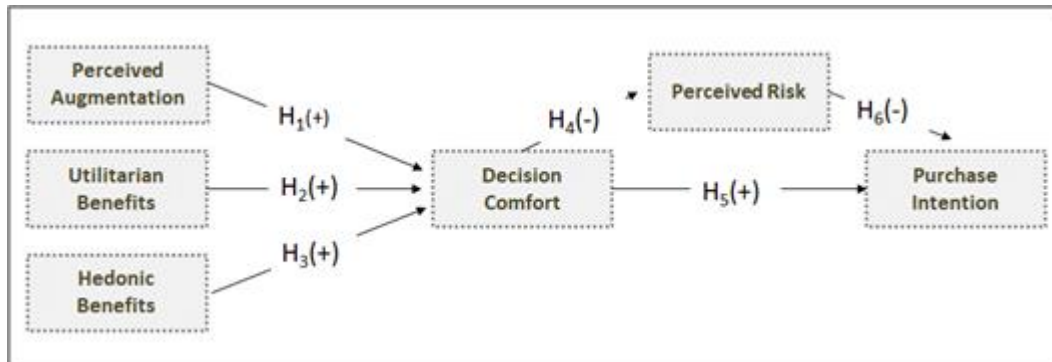 Perceived
Augmentation
H₁(+)
Utilitarian
Benefits
H₂(+)
Hedonic
Benefits
H₃(+)
Decision
Comfort
H₄(-)
Perceived Risk
H₅(+)
H₆(-)
Purchase
Intention